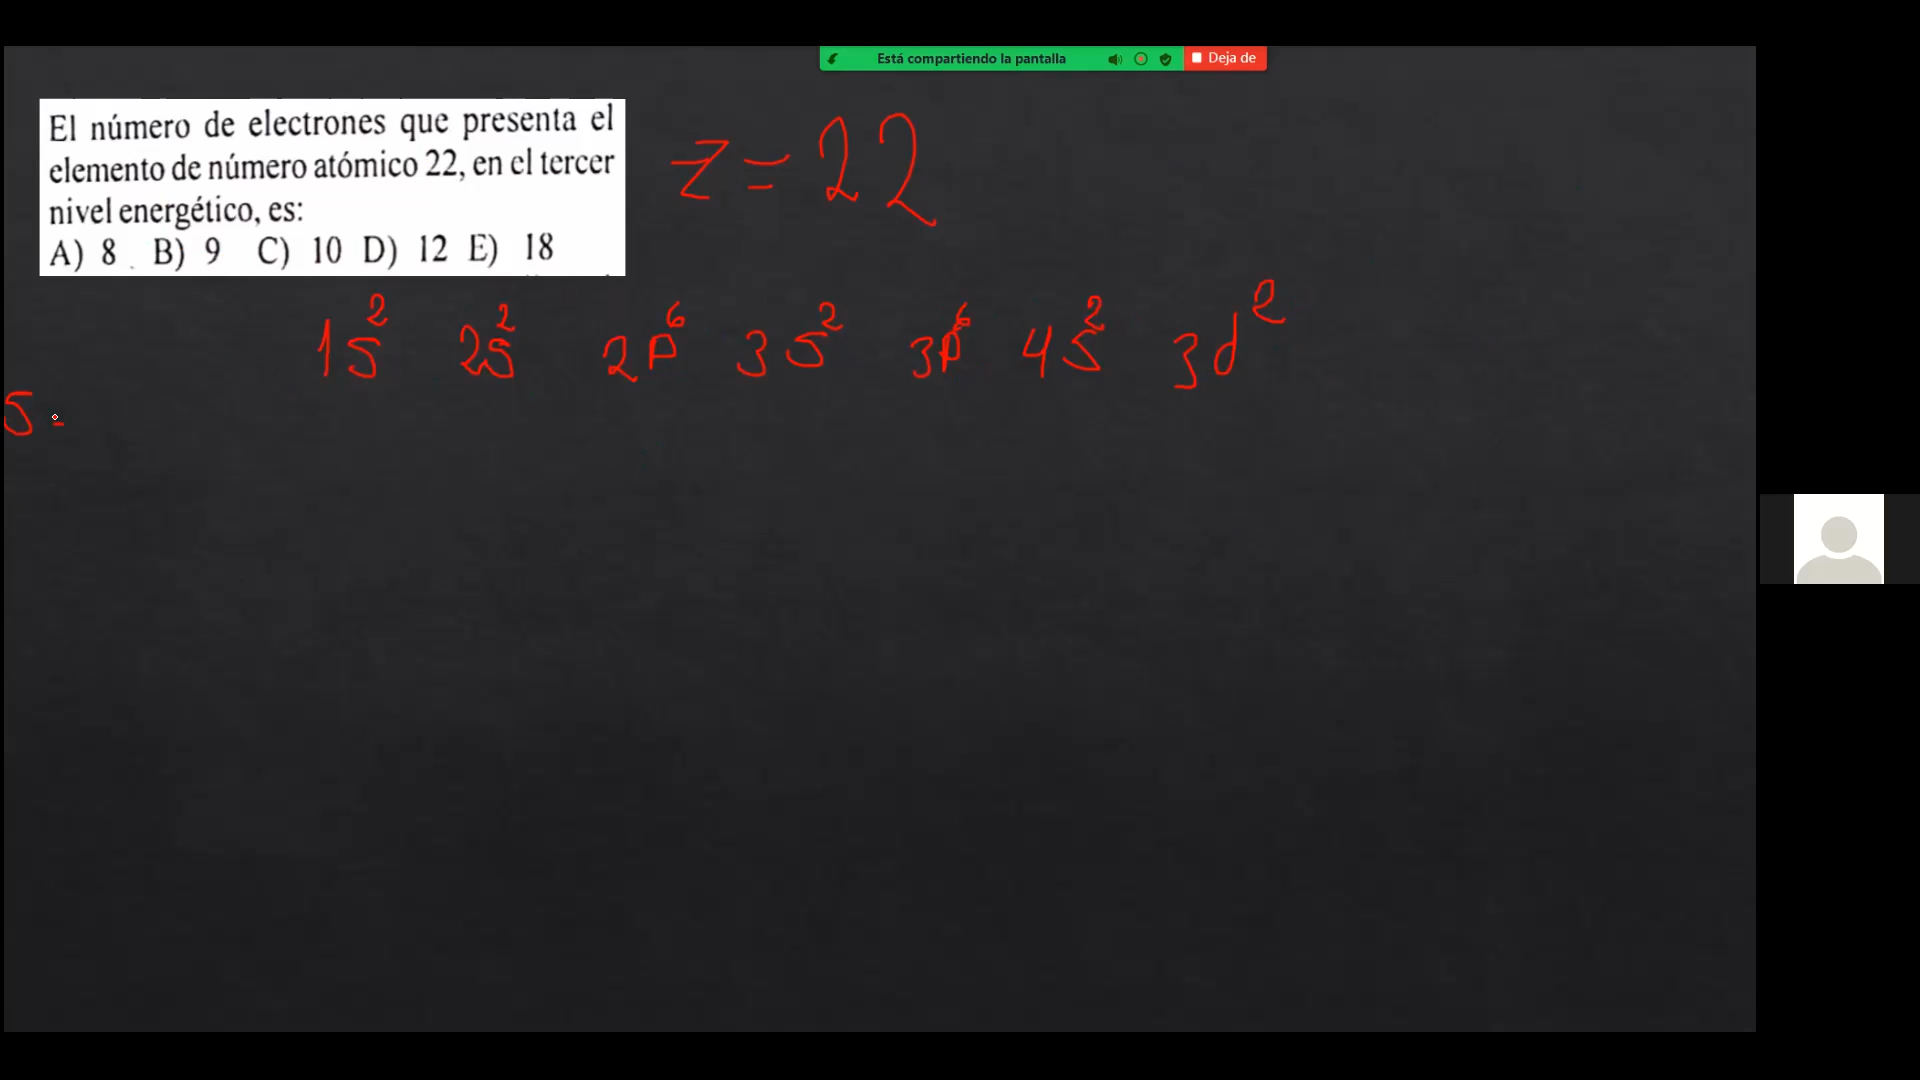 Está compartiendo la pantalla
Deja de
El número de electrones que presenta el
elemento de número atómico 22, en el tercer
nivel energético, es:
A) 8 . B) 9 C) 10 D) 12 E) 18
Z = 22
1s² 2s² 2p⁶ 3s² 3p⁶ 4s² 3d²
S =